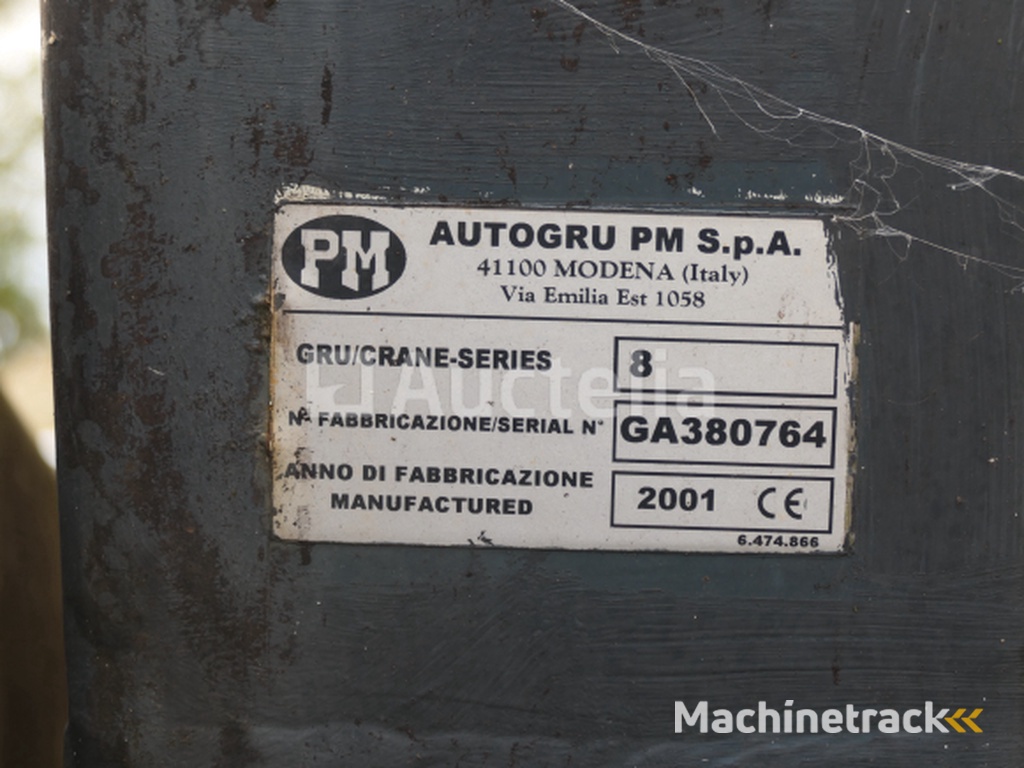 PM
AUTOGRU PM S.p.A.
41100 MODENA (Italy)
Via Emilia Est 1058
GRU/CRANE-SERIES 8
Auctelia
Nº FABBRICAZIONE/SERIAL N° GA380764
ANNO DI FABBRICAZIONE
MANUFACTURED 2001 CE
6.474.866
Machinetrack